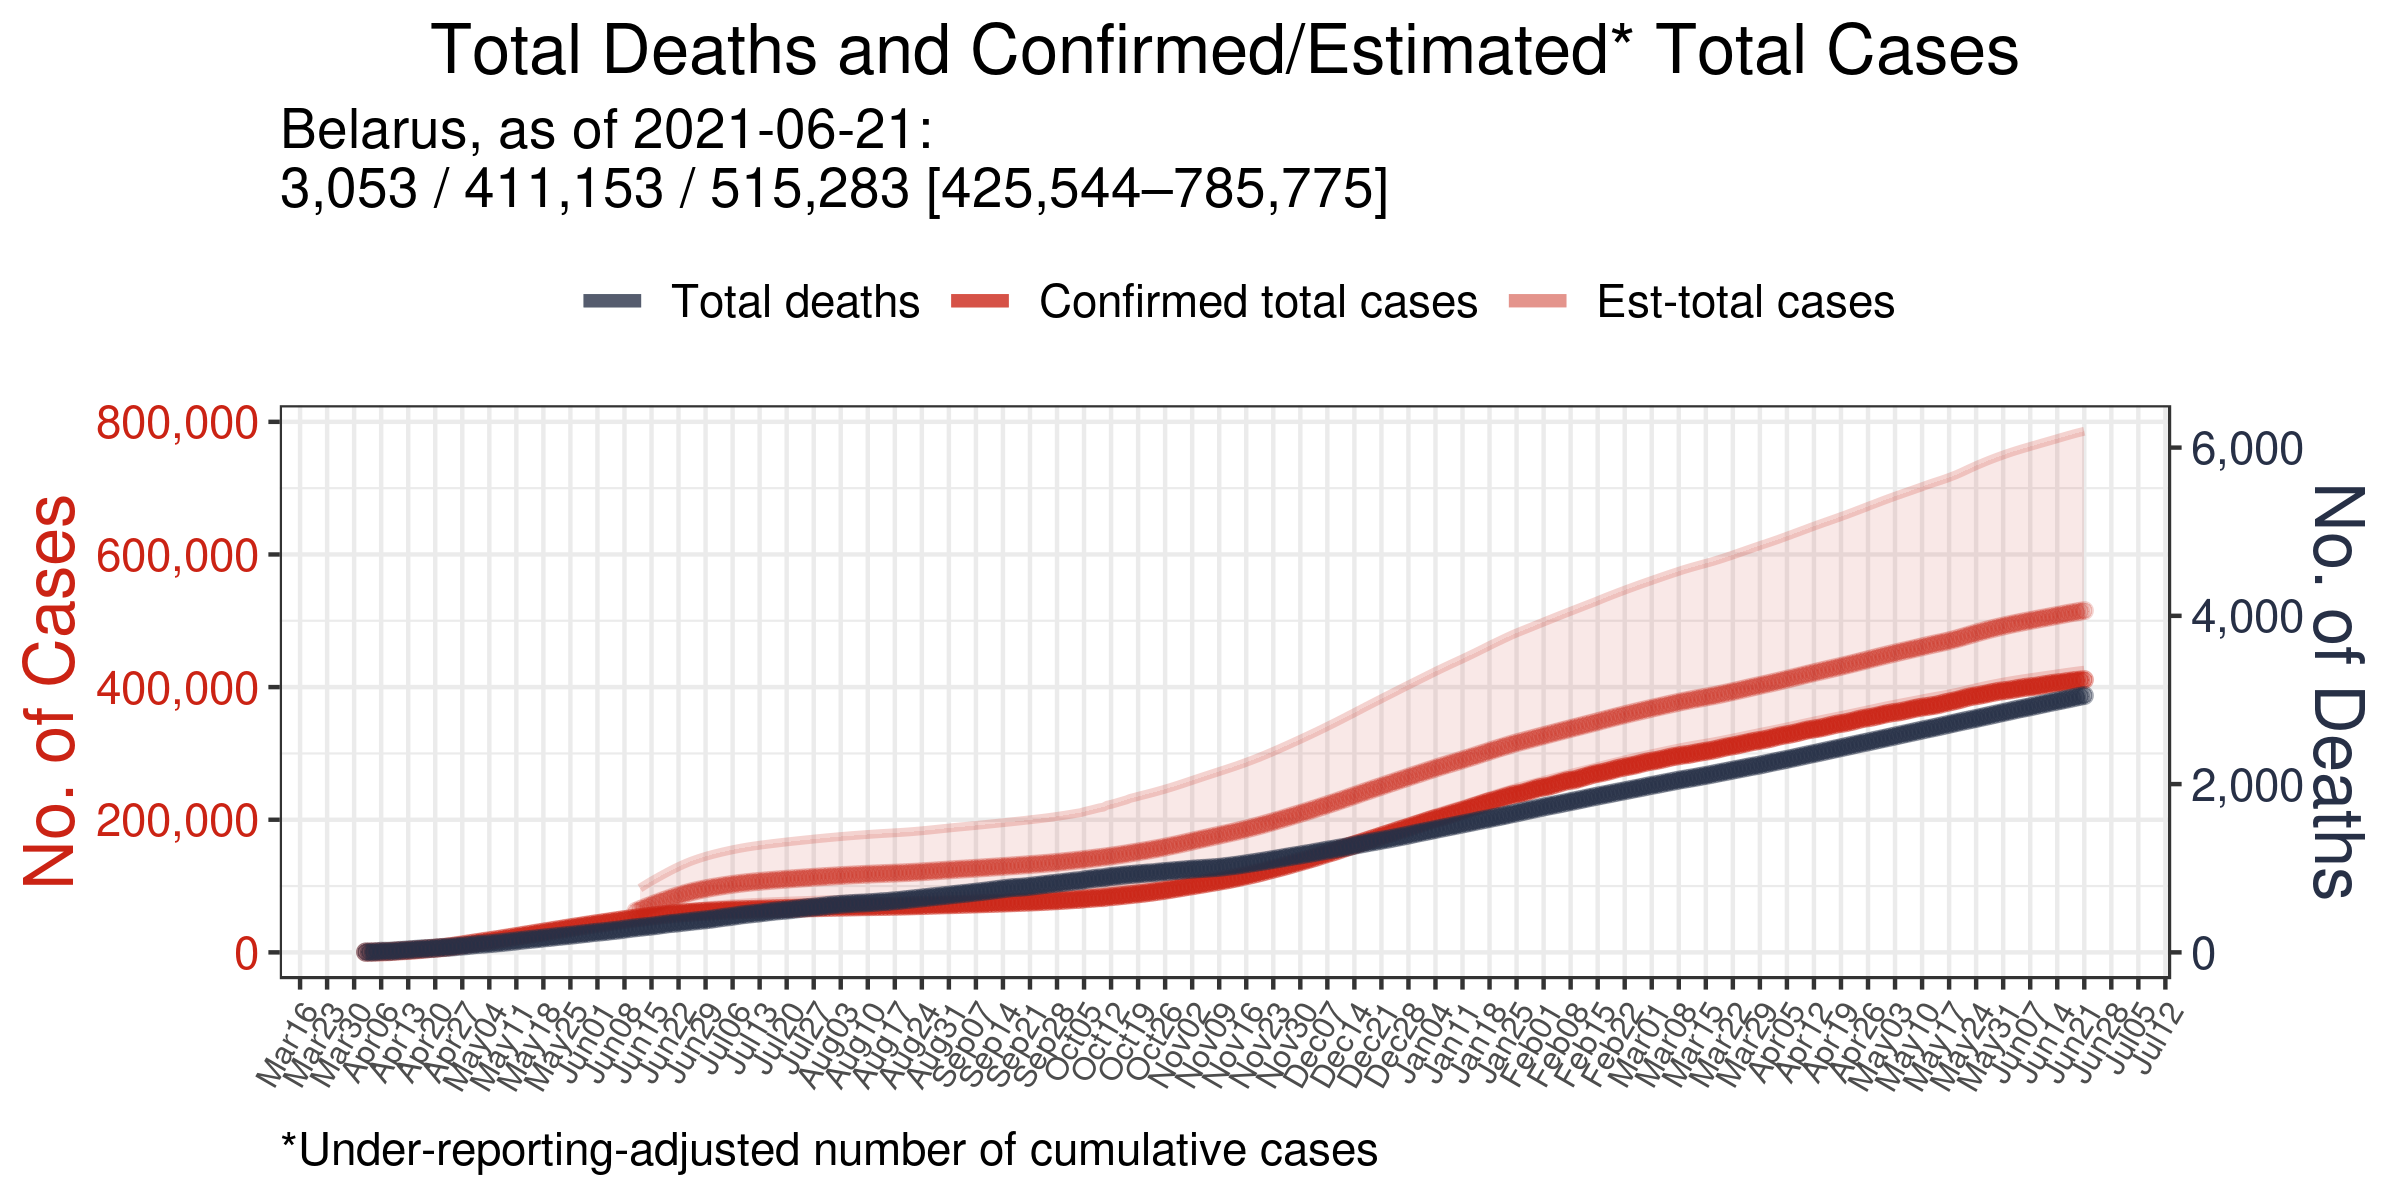 Total Deaths and Confirmed/Estimated* Total Cases
Belarus, as of 2021-06-21:
3,053 / 411,153 / 515,283 [425,544–785,775]
Total deaths
Confirmed total cases
Est-total cases
No. of Cases
800,000
600,000
400,000
200,000
0
6,000
4,000
2,000
0
No. of Deaths
Mar16
Mar23
Mar30
Apr06
Apr13
Apr20
Apr27
May04
May11
May18
May25
Jun01
Jun08
Jun15
Jun22
Jun29
Jul06
Jul13
Jul20
Jul27
Aug03
Aug10
Aug17
Aug24
Aug31
Sep07
Sep14
Sep21
Sep28
Oct05
Oct12
Oct19
Oct26
Nov02
Nov09
Nov16
Nov23
Nov30
Dec07
Dec14
Dec21
Dec28
Jan04
Jan11
Jan18
Jan25
Feb01
Feb08
Feb15
Feb22
Mar01
Mar08
Mar15
Mar22
Mar29
Apr05
Apr12
Apr19
Apr26
May03
May10
May17
May24
May31
Jun07
Jun14
Jun21
Jun28
Jul05
Jul12
*Under-reporting-adjusted number of cumulative cases